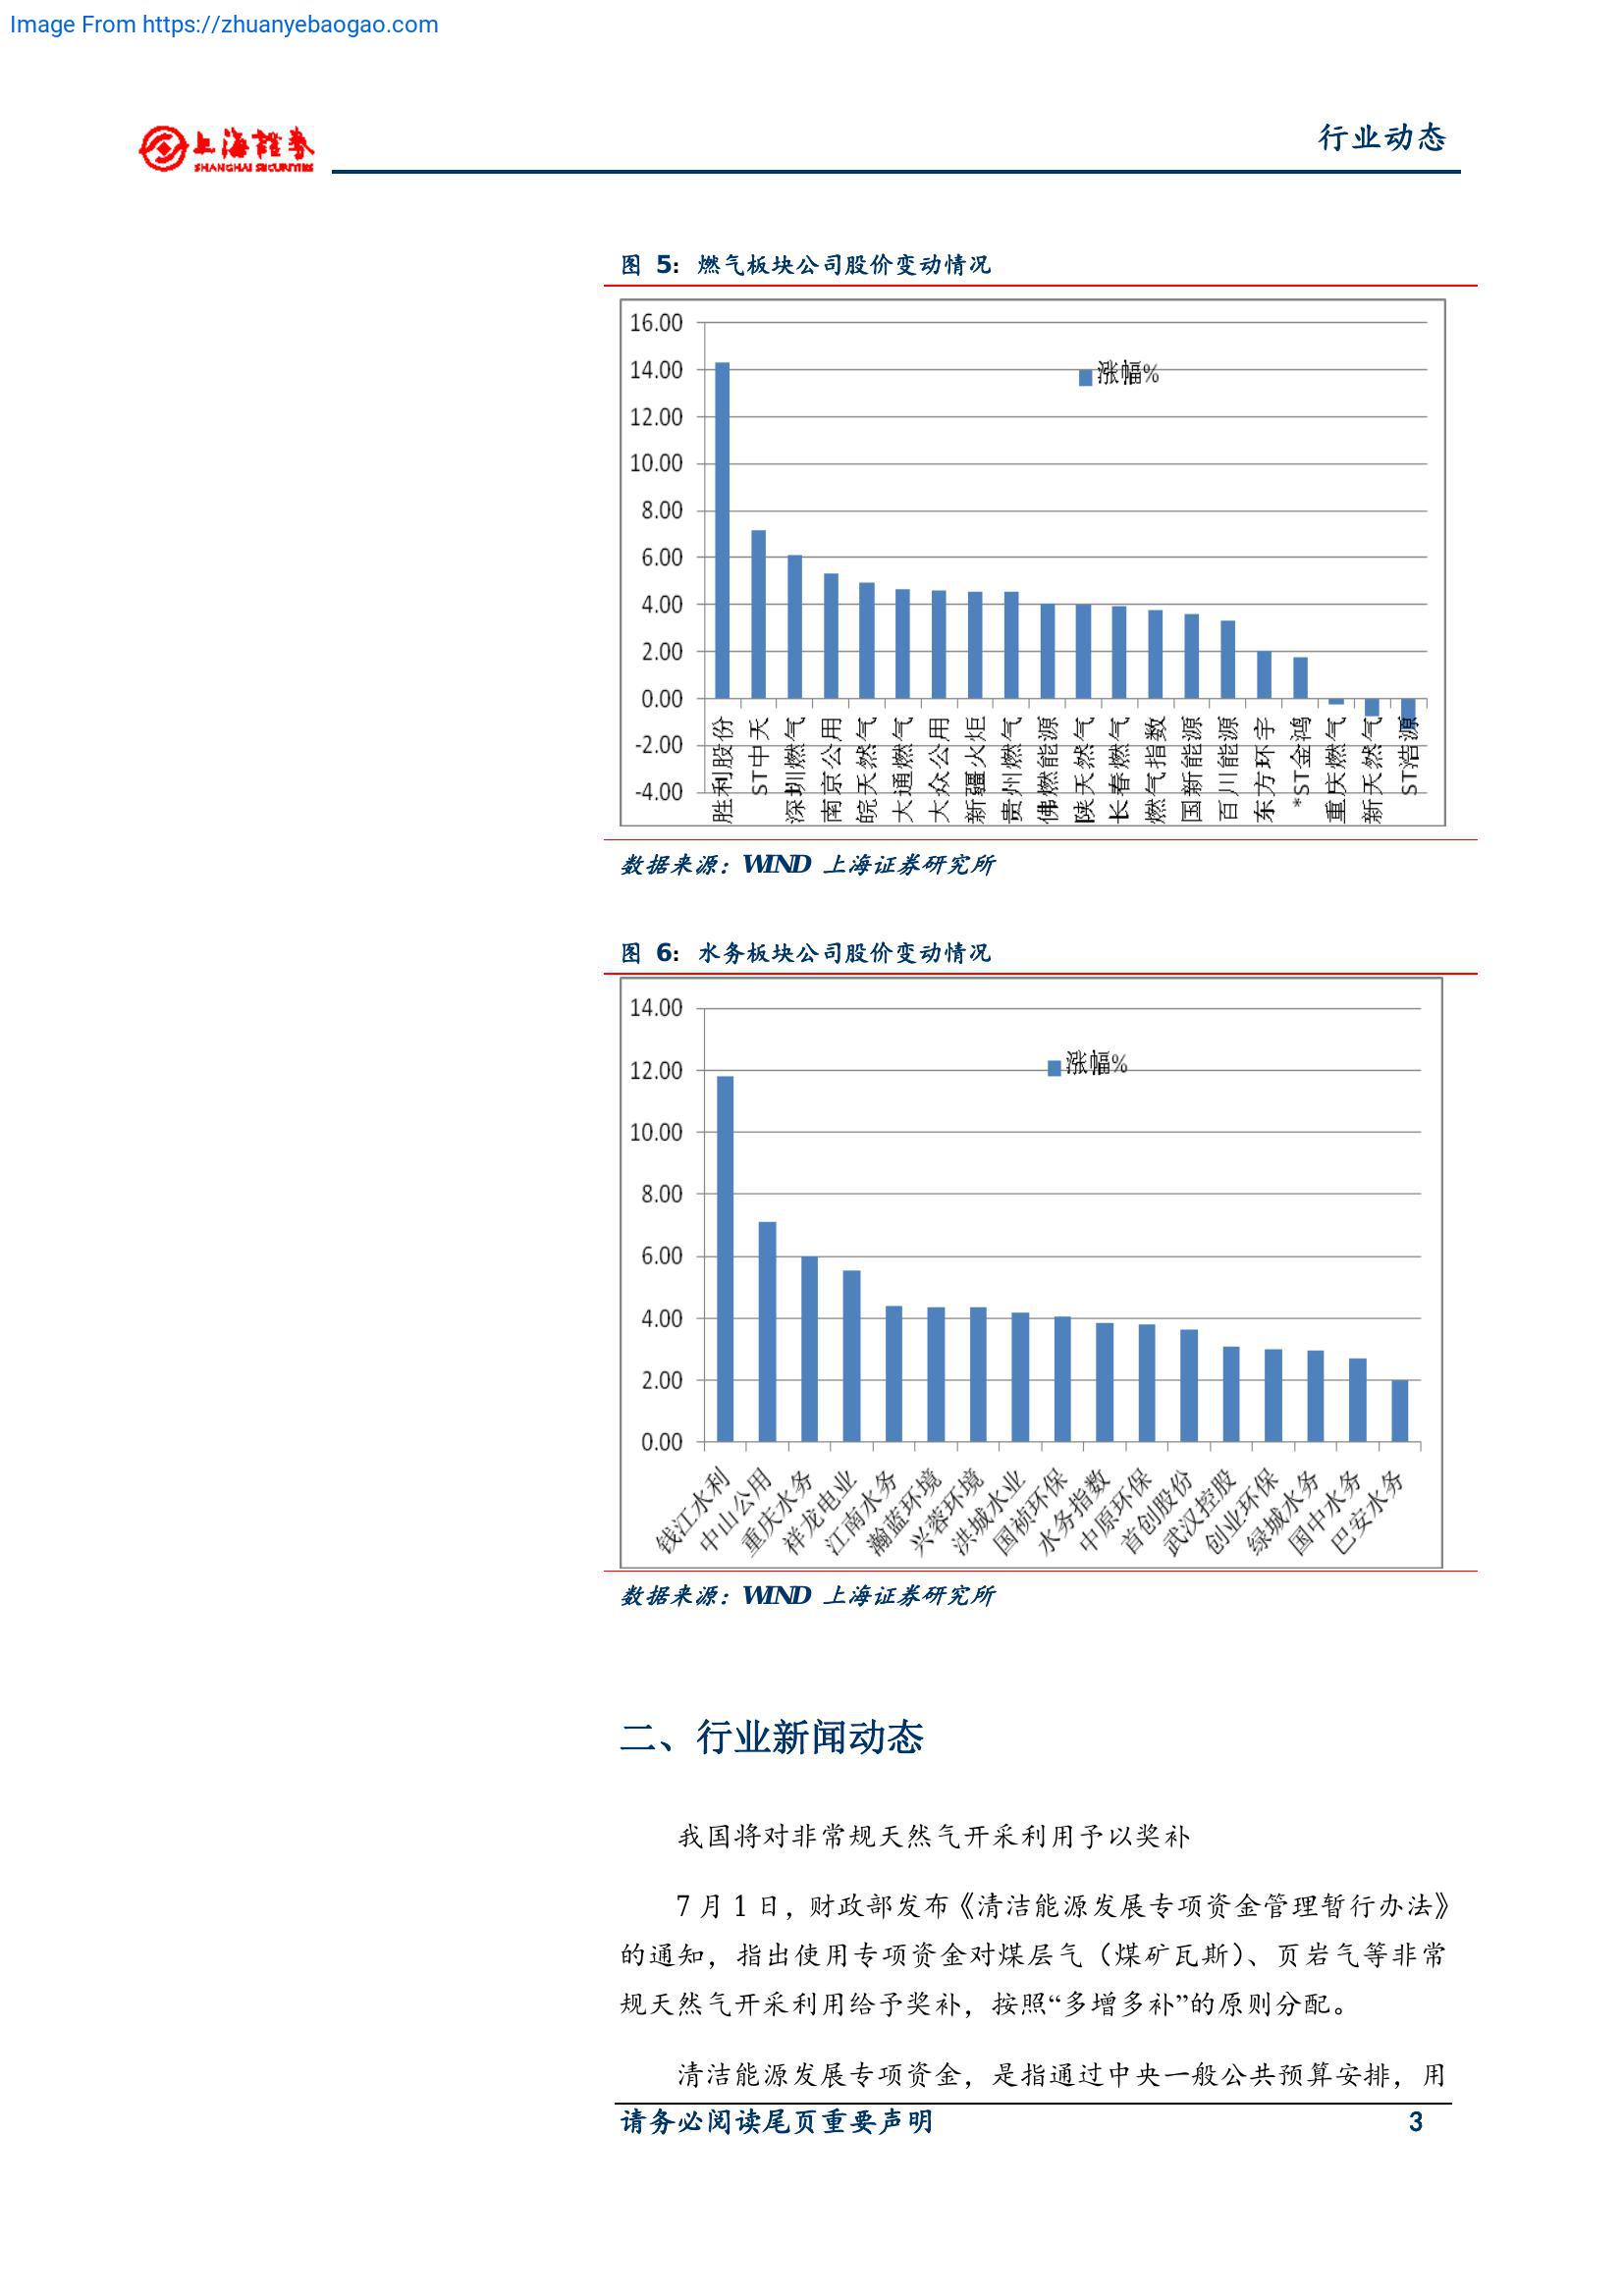 Image From https://zhuanyebaogao.com
上海證券
SHANGHAI SECURITIES
行业动态
图 5: 燃气板块公司股价变动情况
16.00
14.00
12.00
10.00
8.00
6.00
4.00
2.00
0.00
-2.00
-4.00
涨幅%
胜利股份
ST中天
深圳燃气
南京公用
皖天然气
大通燃气
大众公用
新疆火炬
贵州燃气
佛燃能源
陕天然气
长春燃气
燃气指数
国新能源
百川能源
东方环宇
*ST金鸿
重庆燃气
新天然气
ST浩源
数据来源：WIND 上海证券研究所
图 6: 水务板块公司股价变动情况
14.00
12.00
10.00
8.00
6.00
4.00
2.00
0.00
涨幅%
钱江水利
中山公用
重庆水务
祥龙电业
江南水务
瀚蓝环境
兴蓉环境
洪城水业
国祯环保
水务指数
中原环保
首创股份
武汉控股
创业环保
绿城水务
国中水务
巴安水务
数据来源：WIND 上海证券研究所
二、行业新闻动态
我国将对非常规天然气开采利用予以奖补
7 月 1 日，财政部发布《清洁能源发展专项资金管理暂行办法》
的通知，指出使用专项资金对煤层气（煤矿瓦斯）、页岩气等非常
规天然气开采利用给予奖补，按照“多增多补”的原则分配。
清洁能源发展专项资金，是指通过中央一般公共预算安排，用
请务必阅读尾页重要声明
3